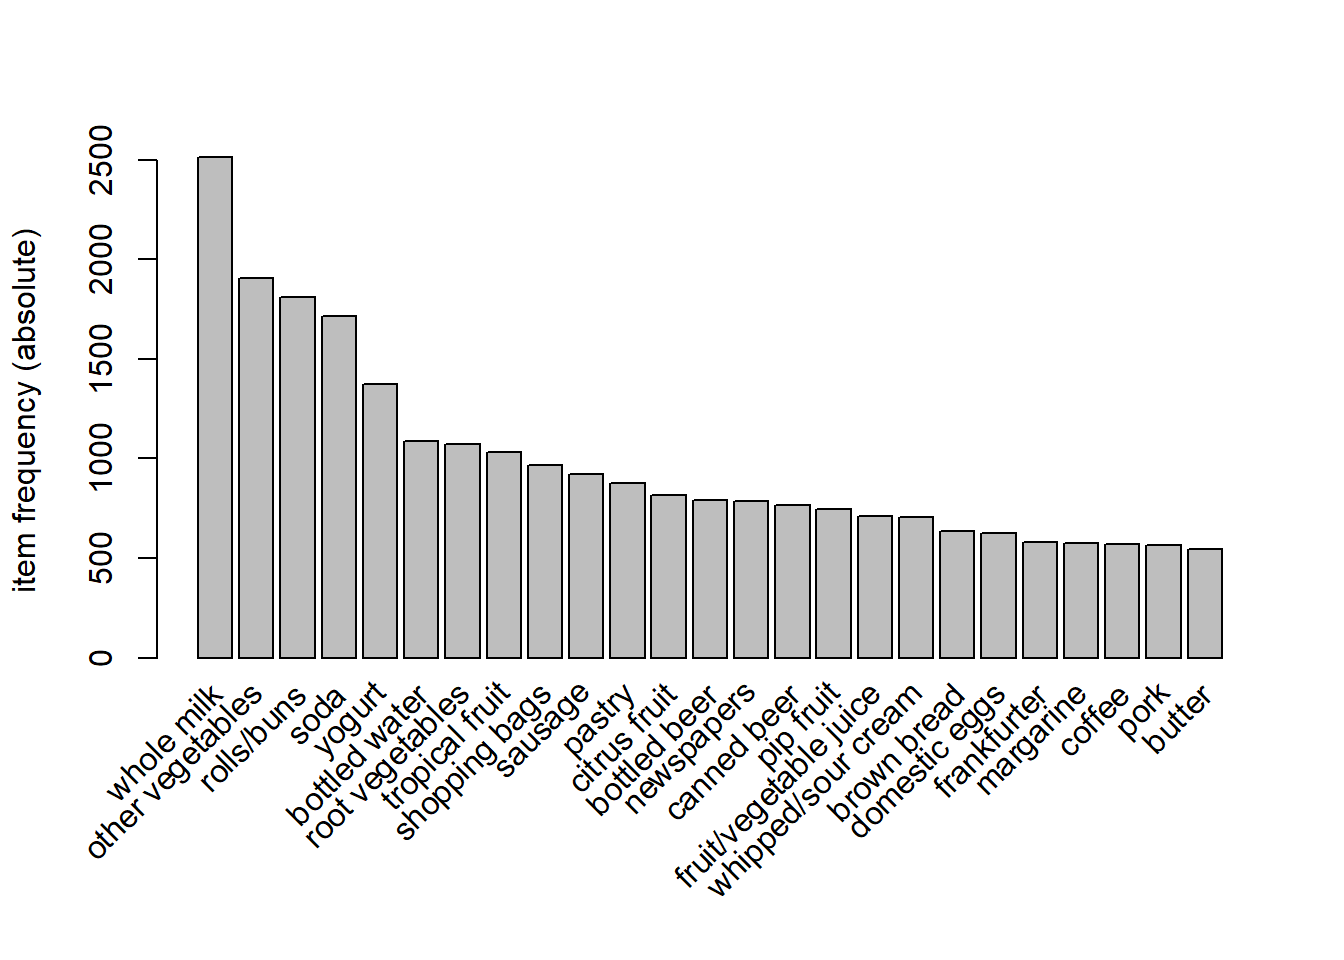 item frequency (absolute)
2500
2000
1500
1000
500
0
whole milk
other vegetables
rolls/buns
soda
yogurt
bottled water
root vegetables
tropical fruit
shopping bags
sausage
pastry
citrus fruit
bottled beer
newspapers
canned beer
pip fruit
fruit/vegetable juice
whipped/sour cream
brown bread
domestic eggs
frankfurter
margarine
coffee
pork
butter